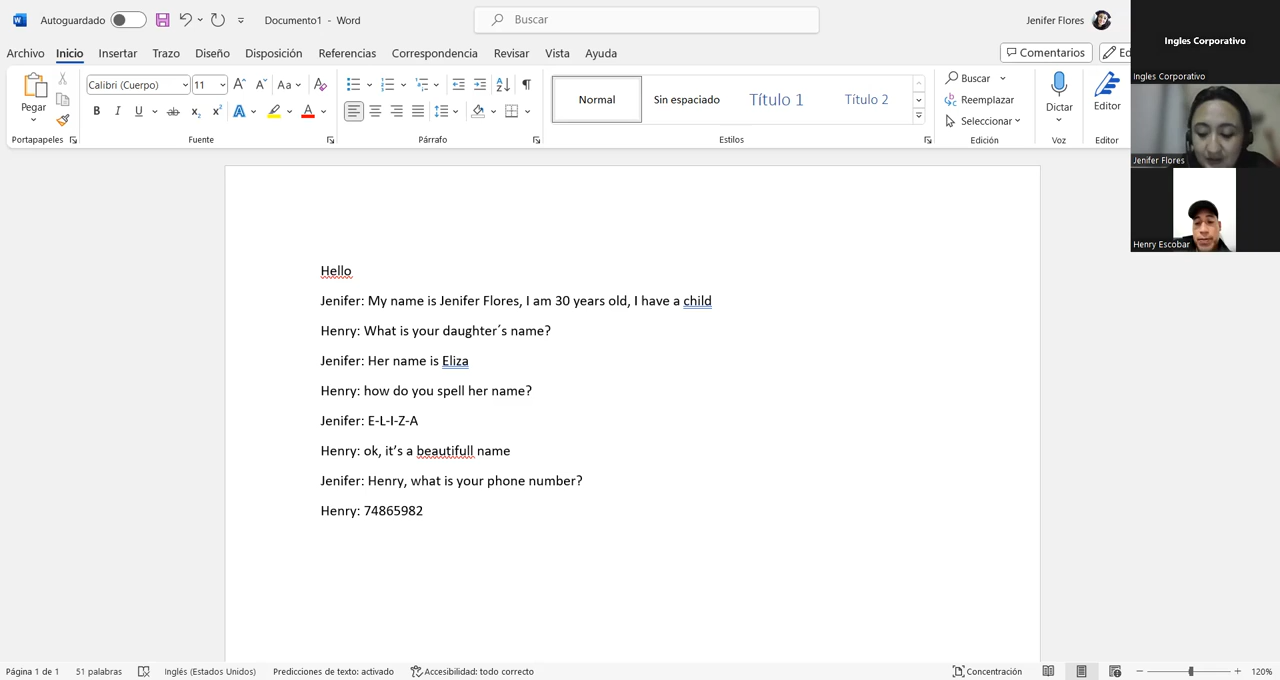 Autoguardado
Documento1 - Word
Buscar
Jenifer Flores
Archivo Inicio Insertar Trazo Diseño Disposición Referencias Correspondencia Revisar Vista Ayuda
Comentarios
Ed
Pegar
Portapapeles
Calibri (Cuerpo) 11
Fuente
Párrafo
Normal
Sin espaciado
Título 1
Título 2
Estilos
Buscar
Reemplazar
Seleccionar
Edición
Dictar
Voz
Editor
Editor
Ingles Corporativo
Ingles Corporativo
Jenifer Flores
Henry Escobar
Hello
Jenifer: My name is Jenifer Flores, I am 30 years old, I have a child
Henry: What is your daughter´s name?
Jenifer: Her name is Eliza
Henry: how do you spell her name?
Jenifer: E-L-I-Z-A
Henry: ok, it’s a beautifull name
Jenifer: Henry, what is your phone number?
Henry: 74865982
Página 1 de 1 51 palabras Inglés (Estados Unidos) Predicciones de texto: activado Accesibilidad: todo correcto Concentración 120%